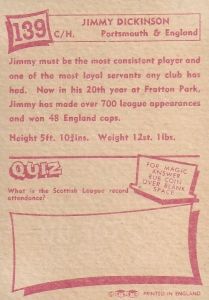 139
C/H.
JIMMY DICKINSON
Portsmouth & England
Jimmy must be the most consistent player and
one of the most loyal servants any club has
had. Now in his 20th year at Fratton Park,
Jimmy has made over 700 league appearances
and won 48 England caps.
Height 5ft. 10½ins. Weight 12st. 1lbs.
QUIZ
What is the Scottish League record
attendance?
FOR MAGIC
ANSWER
RUB COIN
OVER BLANK
SPACE
PRINTED IN ENGLAND